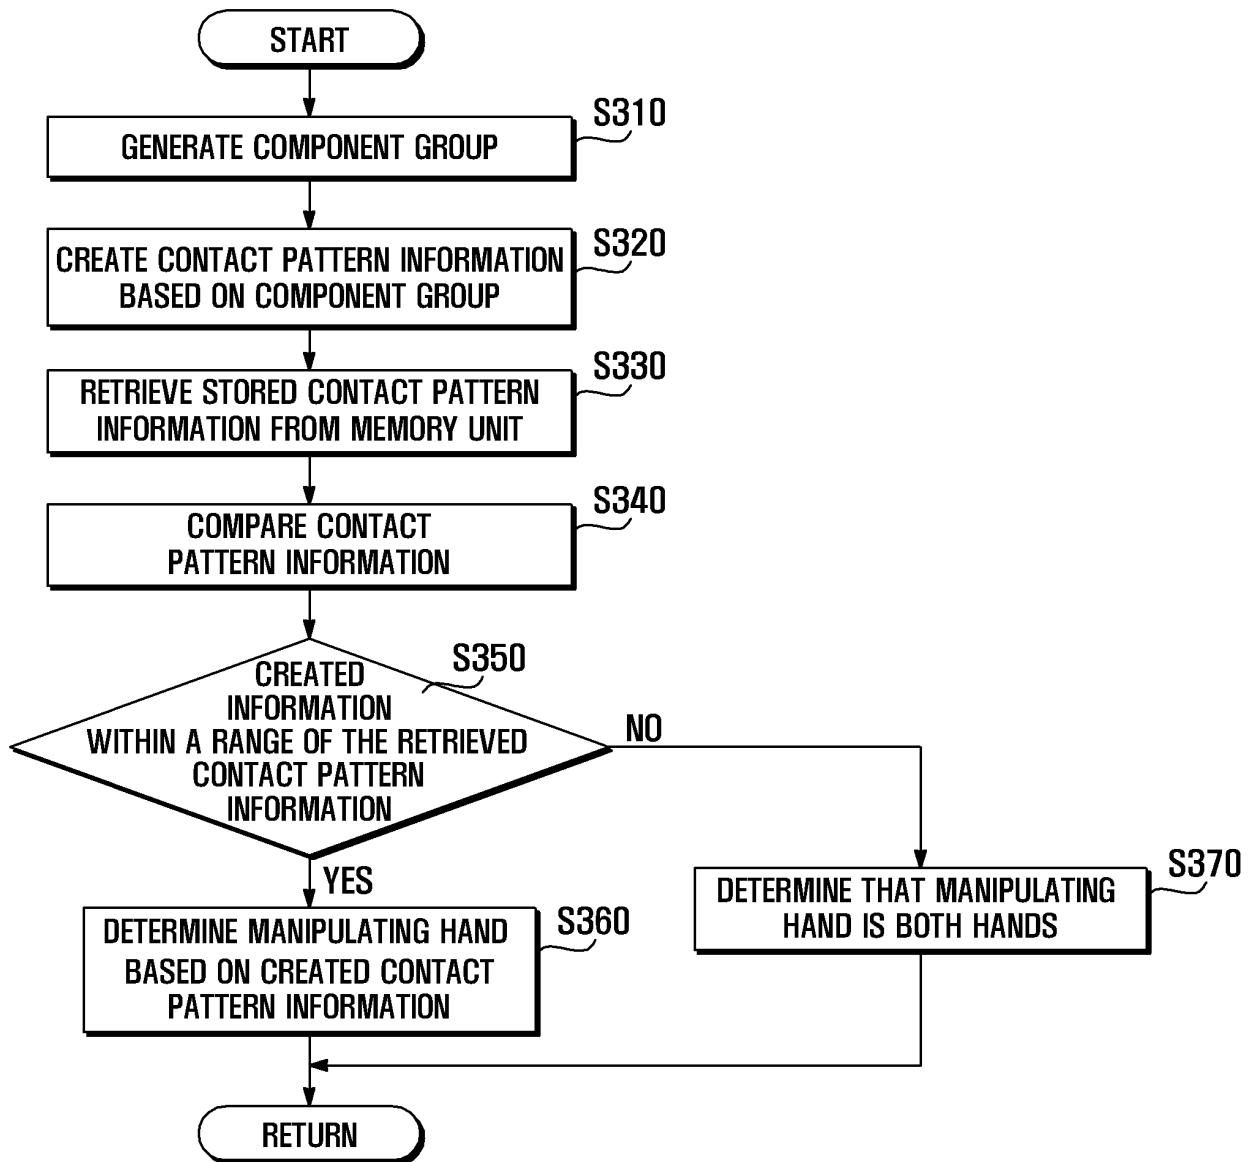 START
S310
GENERATE COMPONENT GROUP
S320
CREATE CONTACT PATTERN INFORMATION
BASED ON COMPONENT GROUP
S330
RETRIEVE STORED CONTACT PATTERN
INFORMATION FROM MEMORY UNIT
S340
COMPARE CONTACT
PATTERN INFORMATION
S350
CREATED
INFORMATION
WITHIN A RANGE OF THE RETRIEVED
CONTACT PATTERN
INFORMATION
NO
YES
S360
DETERMINE MANIPULATING HAND
BASED ON CREATED CONTACT
PATTERN INFORMATION
S370
DETERMINE THAT MANIPULATING
HAND IS BOTH HANDS
RETURN